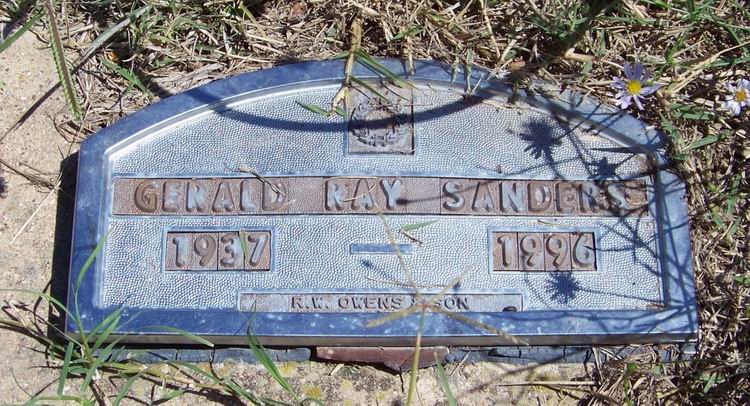 GERALD RAY SANDERS
1937 — 1996
R.W. OWENS & SON